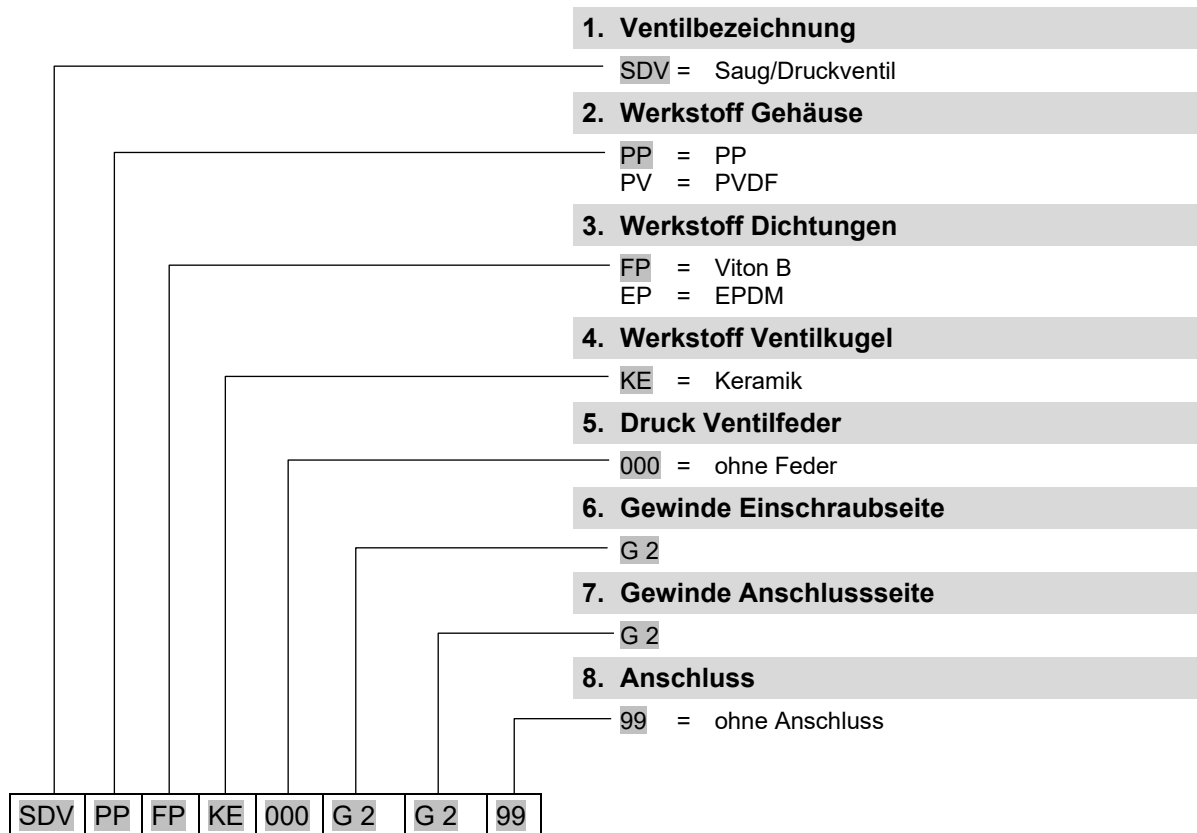 1. Ventilbezeichnung
SDV = Saug/Druckventil
2. Werkstoff Gehäuse
PP = PP
PV = PVDF
3. Werkstoff Dichtungen
FP = Viton B
EP = EPDM
4. Werkstoff Ventilkugel
KE = Keramik
5. Druck Ventilfeder
000 = ohne Feder
6. Gewinde Einschraubseite
G 2
7. Gewinde Anschlussseite
G 2
8. Anschluss
99 = ohne Anschluss
SDV PP FP KE 000 G 2 G 2 99